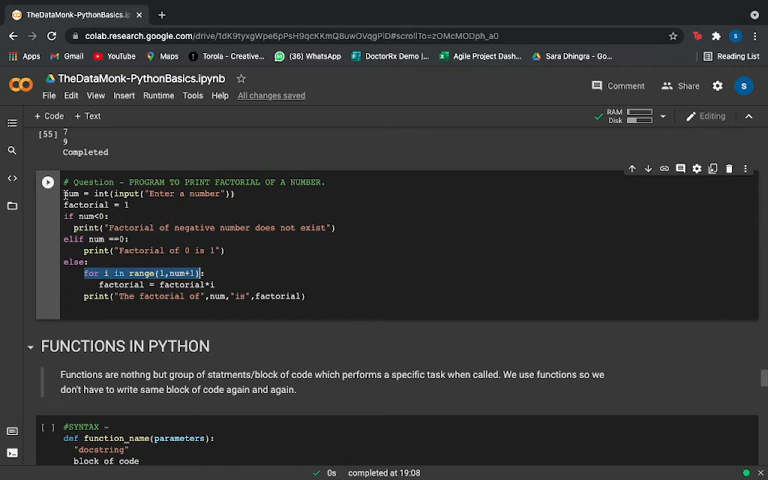 TheDataMonk-PythonBasics.ipynb
colab.research.google.com/drive/1dK9tyxgWpe6pPsH9qcKKmQ8uwOVqgPlD#scrollTo=zOMcMODph_a0
Apps Gmail YouTube Maps Torola - Creativ... (36) WhatsApp DoctorRx Demo |... Agile Project Dash... Sara Dhingra - Go... Reading List
TheDataMonk-PythonBasics.ipynb
Comment Share S
File Edit View Insert Runtime Tools Help All changes saved
+ Code + Text
RAM
Disk
Editing
[55] 7
9
Completed
# Question - PROGRAM TO PRINT FACTORIAL OF A NUMBER.
num = int(input("Enter a number"))
factorial = 1
if num<0:
print("Factorial of negative number does not exist")
elif num ==0:
print("Factorial of 0 is 1")
else:
for i in range(1,num+1):
factorial = factorial*i
print("The factorial of",num,"is",factorial)
FUNCTIONS IN PYTHON
Functions are nothng but group of statments/block of code which performs a specific task when called. We use functions so we
don't have to write same block of code again and again.
[ ] #SYNTAX -
def function_name(parameters):
"docstring"
block of code
0s completed at 19:08